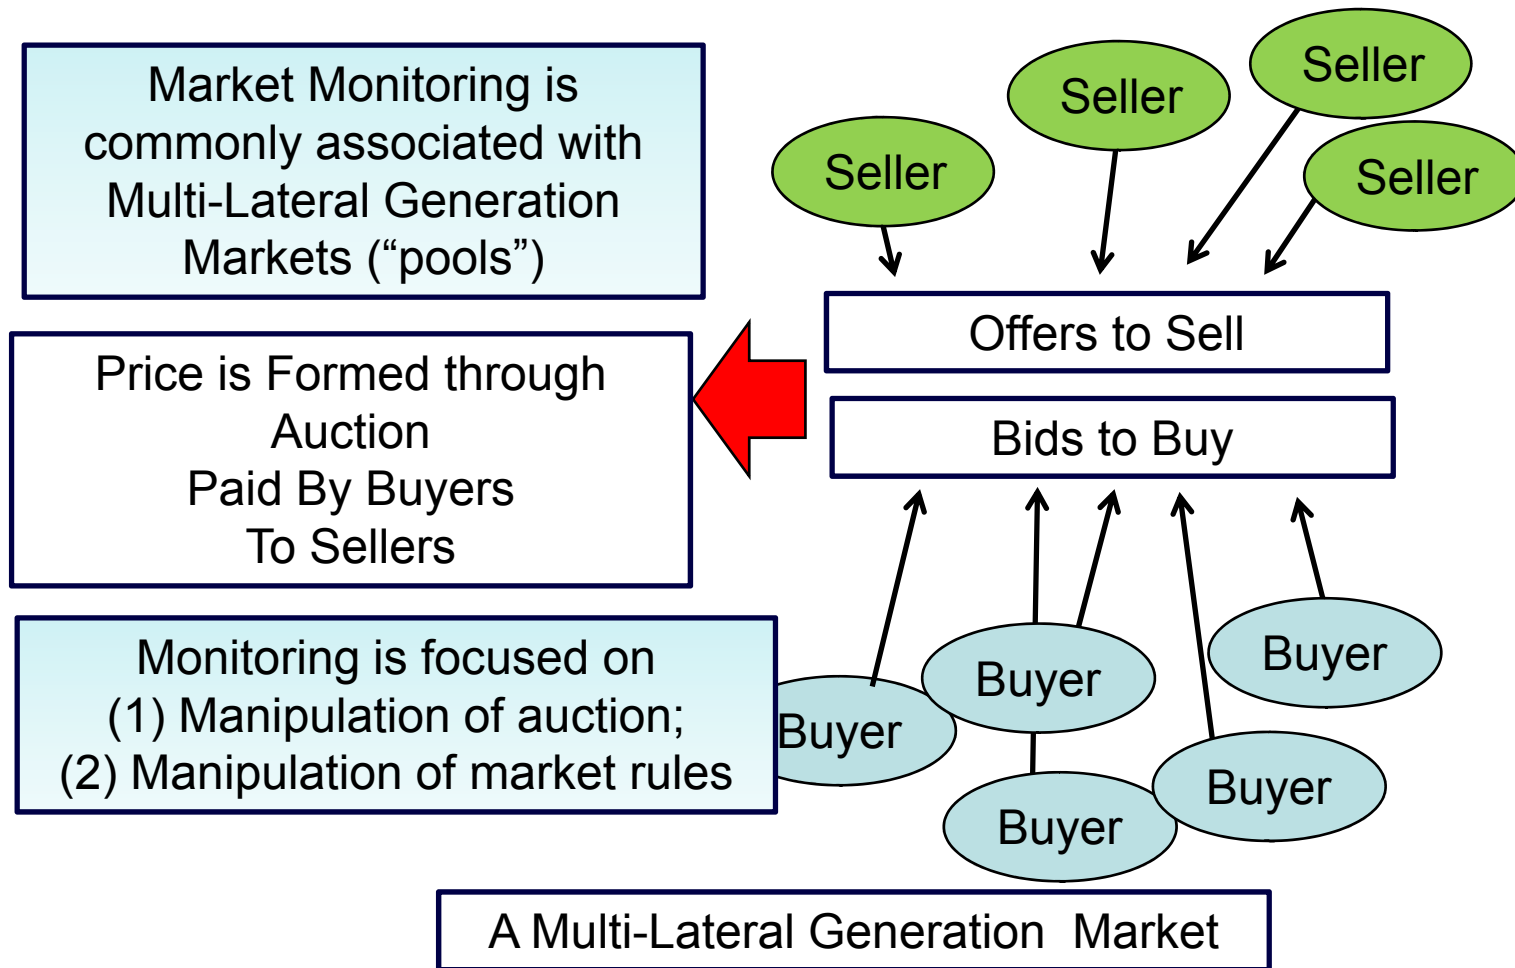 Market Monitoring is
commonly associated with
Multi-Lateral Generation
Markets (“pools”)
Seller
Seller
Seller
Seller
Offers to Sell
Price is Formed through
Auction
Paid By Buyers
To Sellers
Bids to Buy
Monitoring is focused on
(1) Manipulation of auction;
(2) Manipulation of market rules
Buyer
Buyer
Buyer
Buyer
Buyer
A Multi-Lateral Generation  Market